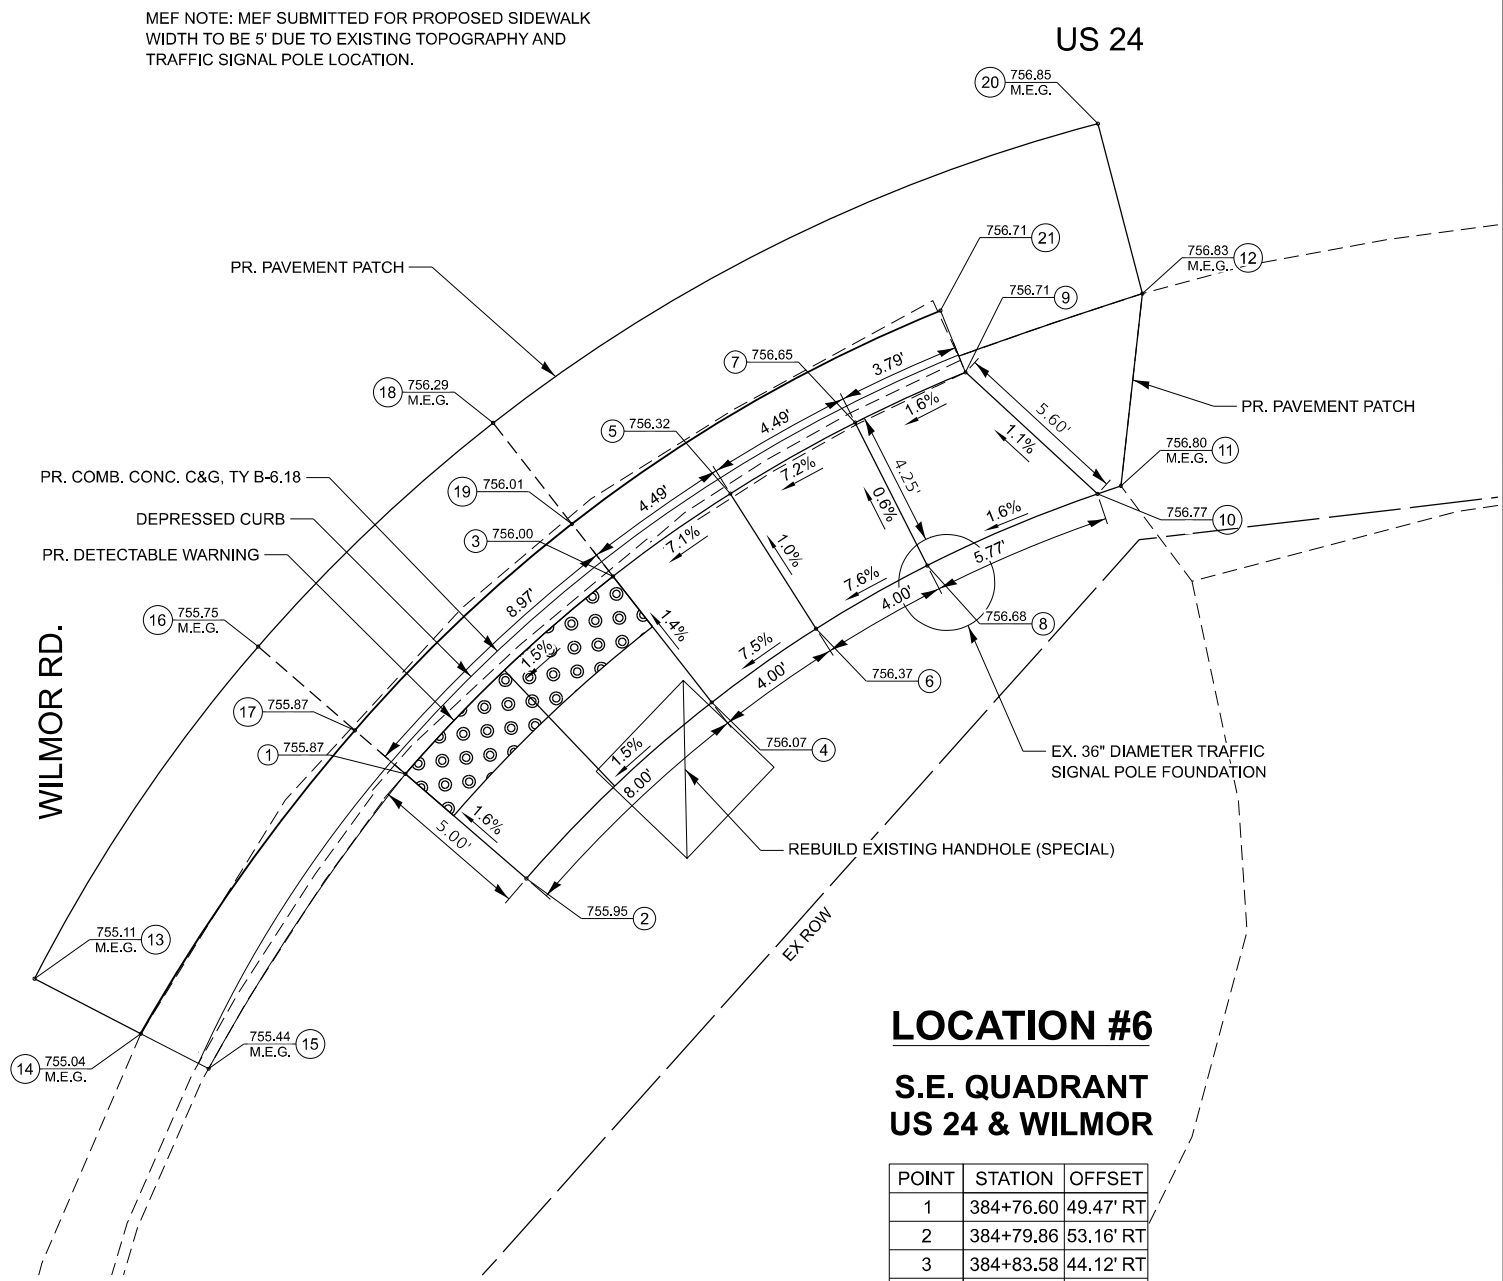 MEF NOTE: MEF SUBMITTED FOR PROPOSED SIDEWALK
WIDTH TO BE 5' DUE TO EXISTING TOPOGRAPHY AND
TRAFFIC SIGNAL POLE LOCATION.
US 24
20 756.85
M.E.G.
756.71 21
756.83 12
M.E.G.
PR. PAVEMENT PATCH
756.71 9
7 756.65
3.79'
18 756.29
M.E.G.
1.6%
5.60'
PR. PAVEMENT PATCH
5 756.32
4.49'
1.1%
756.80 11
M.E.G.
PR. COMB. CONC. C&G, TY B-6.18
19 756.01
4.49'
7.2%
4.25'
0.6%
DEPRESSED CURB
1.6%
756.77 10
3 756.00
7.1%
1.0%
PR. DETECTABLE WARNING
5.77'
7.6%
8.97'
4.00'
16 755.75
M.E.G.
1.4%
756.68 8
WILMOR RD.
1.5%
7.5%
4.00'
756.37 6
17 755.87
1 755.87
1.5%
756.07 4
EX. 36" DIAMETER TRAFFIC
SIGNAL POLE FOUNDATION
8.00'
1.6%
5.00'
REBUILD EXISTING HANDHOLE (SPECIAL)
755.95 2
EX ROW
755.11 13
M.E.G.
755.44 15
M.E.G.
14 755.04
M.E.G.
LOCATION #6
S.E. QUADRANT
US 24 & WILMOR
POINT STATION OFFSET
1 384+76.60 49.47' RT
2 384+79.86 53.16' RT
3 384+83.58 44.12' RT